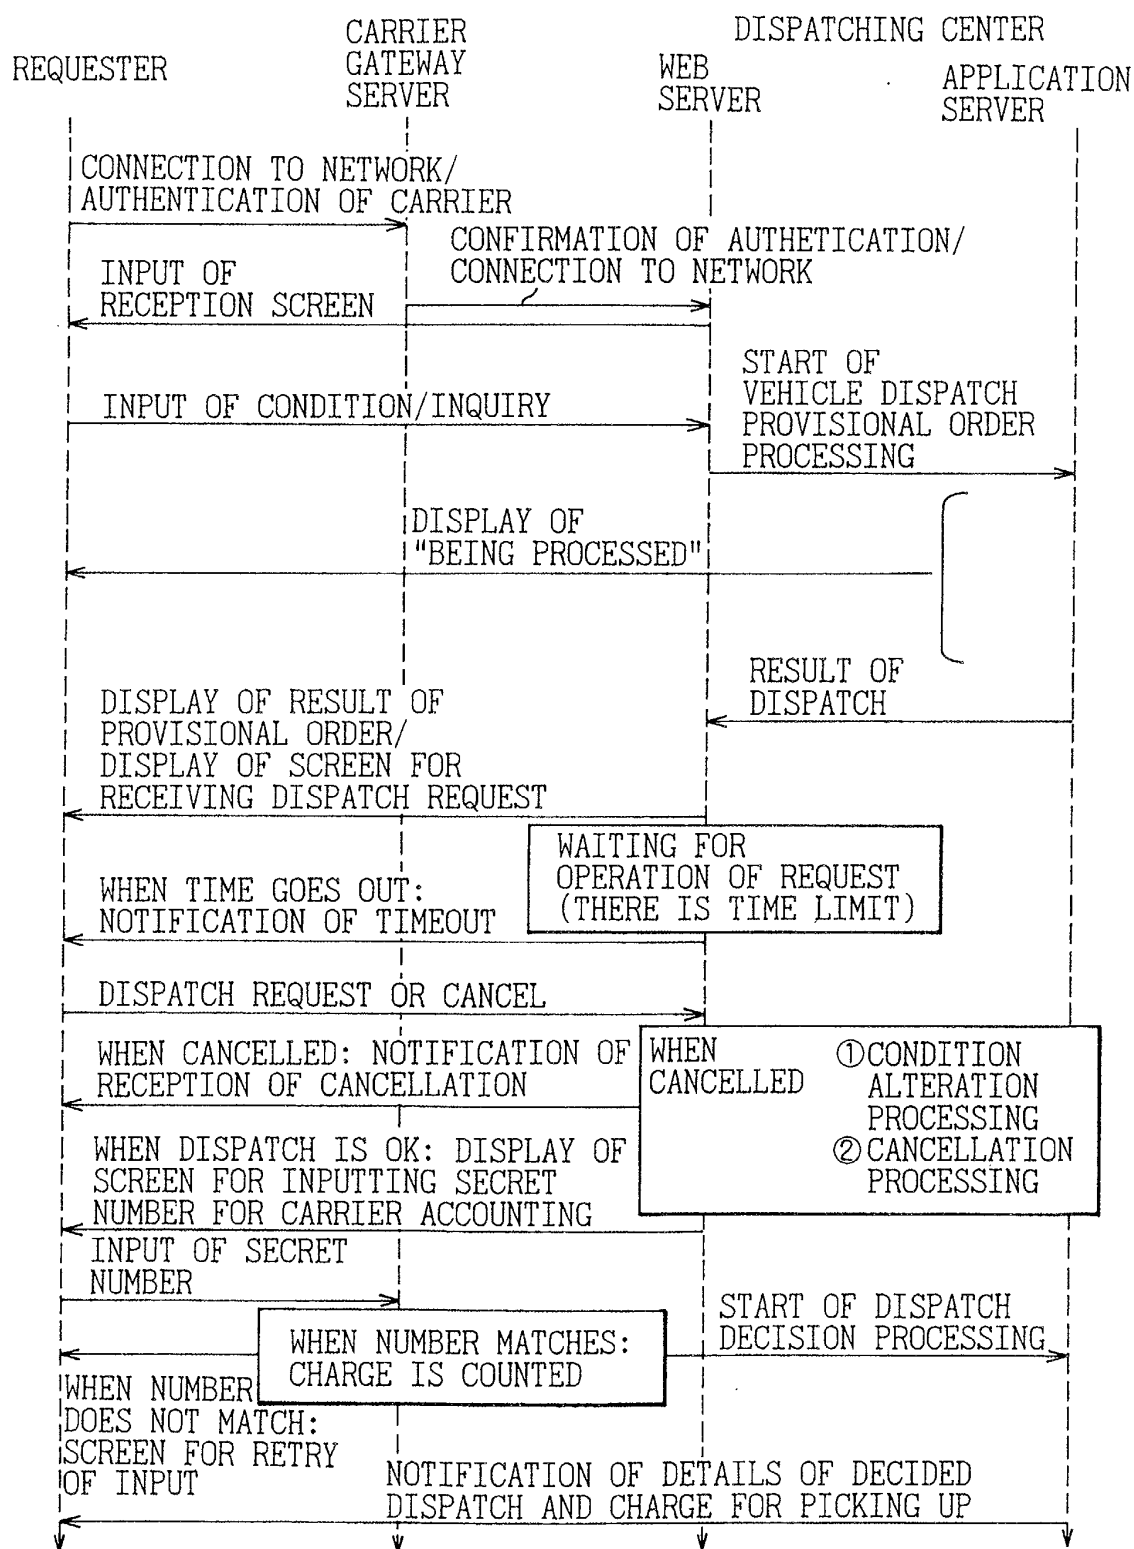 REQUESTER
CARRIER
GATEWAY
SERVER
DISPATCHING CENTER
WEB
SERVER
APPLICATION
SERVER
CONNECTION TO NETWORK/
AUTHENTICATION OF CARRIER
CONFIRMATION OF AUTHETICATION/
CONNECTION TO NETWORK
INPUT OF
RECEPTION SCREEN
INPUT OF CONDITION/INQUIRY
START OF
VEHICLE DISPATCH
PROVISIONAL ORDER
PROCESSING
DISPLAY OF
"BEING PROCESSED"
RESULT OF
DISPATCH
DISPLAY OF RESULT OF
PROVISIONAL ORDER/
DISPLAY OF SCREEN FOR
RECEIVING DISPATCH REQUEST
WAITING FOR
OPERATION OF REQUEST
(THERE IS TIME LIMIT)
WHEN TIME GOES OUT:
NOTIFICATION OF TIMEOUT
DISPATCH REQUEST OR CANCEL
WHEN CANCELLED: NOTIFICATION OF
RECEPTION OF CANCELLATION
WHEN
CANCELLED
①CONDITION
ALTERATION
PROCESSING
②CANCELLATION
PROCESSING
WHEN DISPATCH IS OK: DISPLAY OF
SCREEN FOR INPUTTING SECRET
NUMBER FOR CARRIER ACCOUNTING
INPUT OF SECRET
NUMBER
WHEN NUMBER MATCHES:
CHARGE IS COUNTED
START OF DISPATCH
DECISION PROCESSING
WHEN NUMBER
DOES NOT MATCH:
SCREEN FOR RETRY
OF INPUT
NOTIFICATION OF DETAILS OF DECIDED
DISPATCH AND CHARGE FOR PICKING UP